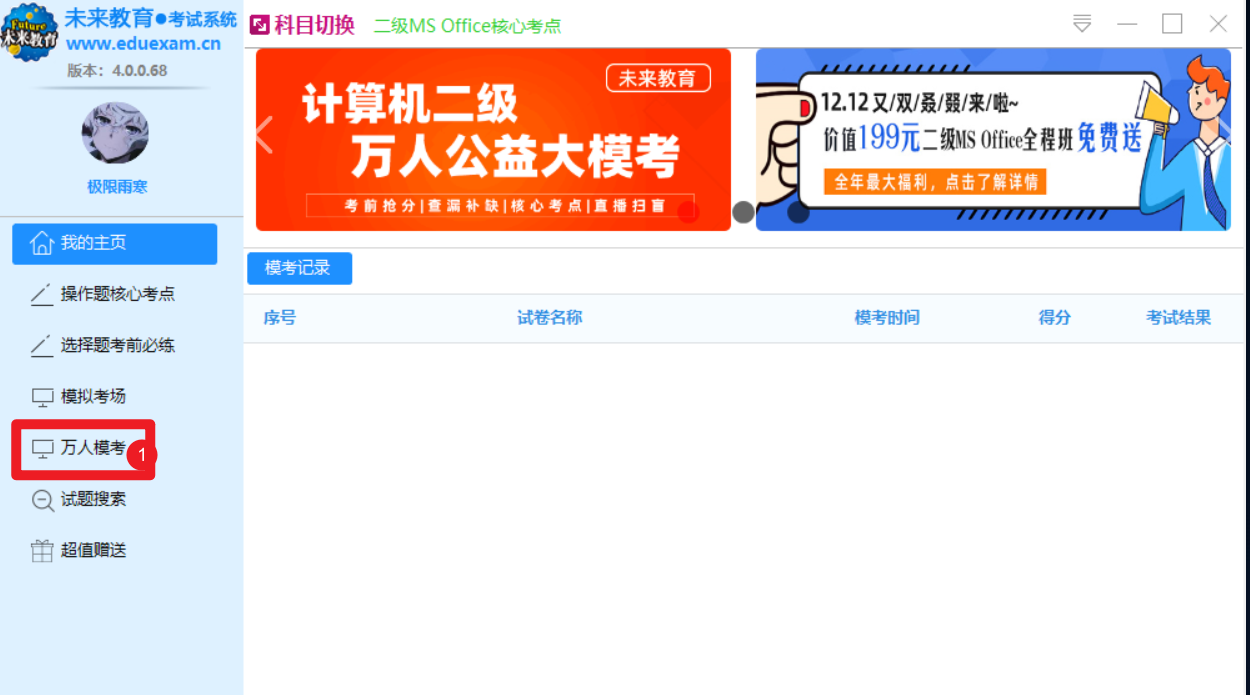 Future
未来教育
未来教育●考试系统
www.eduexam.cn
版本：4.0.0.68
极限雨寒
我的主页
操作题核心考点
选择题考前必练
模拟考场
万人模考
1
试题搜索
超值赠送
科目切换
二级MS Office核心考点
未来教育
计算机二级
万人公益大模考
考前抢分|查漏补缺|核心考点|直播扫盲
12.12 又/双/叒/叕/来/啦~
价值199元二级MS Office全程班 免费送
全年最大福利，点击了解详情
模考记录
序号 试卷名称 模考时间 得分 考试结果